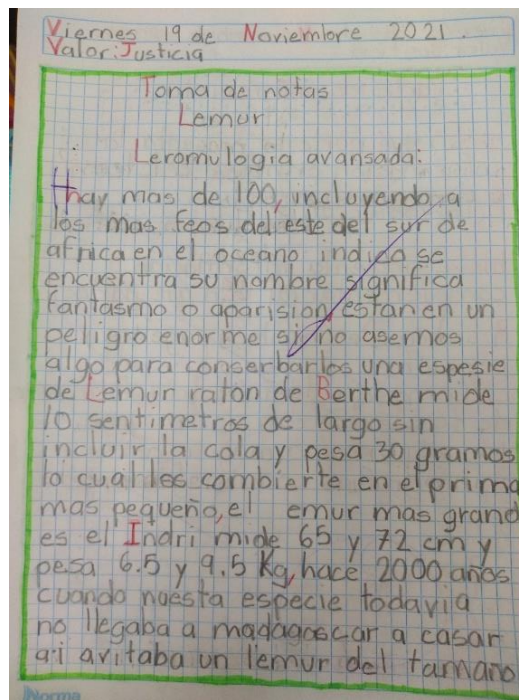 Viernes 19 de Noviembre 2021.
Valor: Justicia
Toma de notas
Lemur
Leromulogia avansada:
Hay mas de 100, incluyendo a
los mas feos del este del sur de
africa en el oceano indico se
encuentra su nombre significa
fantasmo o aparision, estan en un
peligro enorme si no asemos
algo para conserbarlos una espesie
de Lemur raton de Berthe mide
10 sentimetros de largo sin
incluir la cola y pesa 30 gramos
lo cual les combierte en el prima
mas pequeño, el emur mas grand
es el Indri mide 65 y 72 cm y
pesa 6.5 y 9.5 Kg, hace 2000 años
cuando nuesta especie todavia
no llegaba a madagascar a casar
ai avitaba un lemur del tamaño
Norma